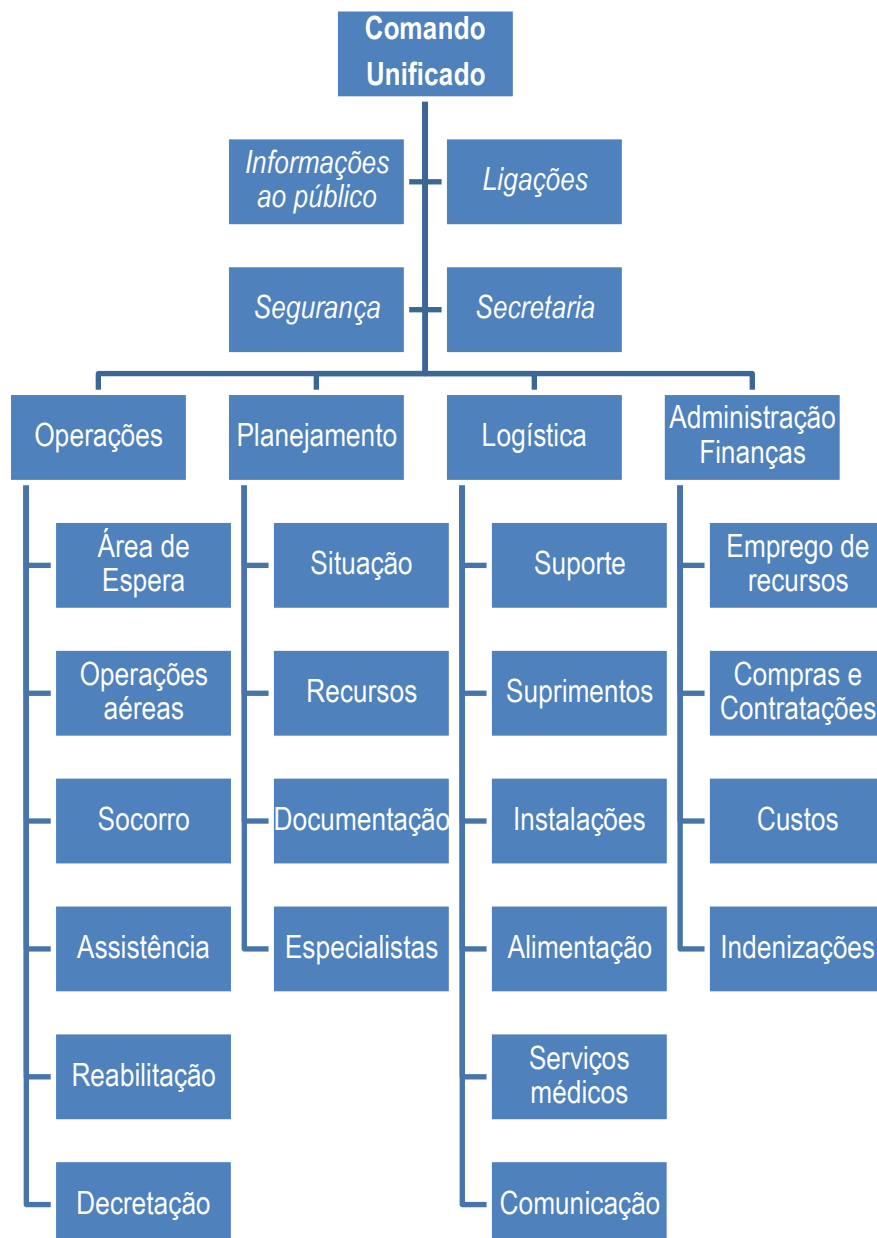 Comando
Unificado
Informações
ao público
Ligações
Segurança
Secretaria
Operações
Planejamento
Logística
Administração
Finanças
Área de
Espera
Situação
Suporte
Emprego de
recursos
Operações
aéreas
Recursos
Suprimentos
Compras e
Contratações
Socorro
Documentação
Instalações
Custos
Assistência
Especialistas
Alimentação
Indenizações
Reabilitação
Serviços
médicos
Decretação
Comunicação